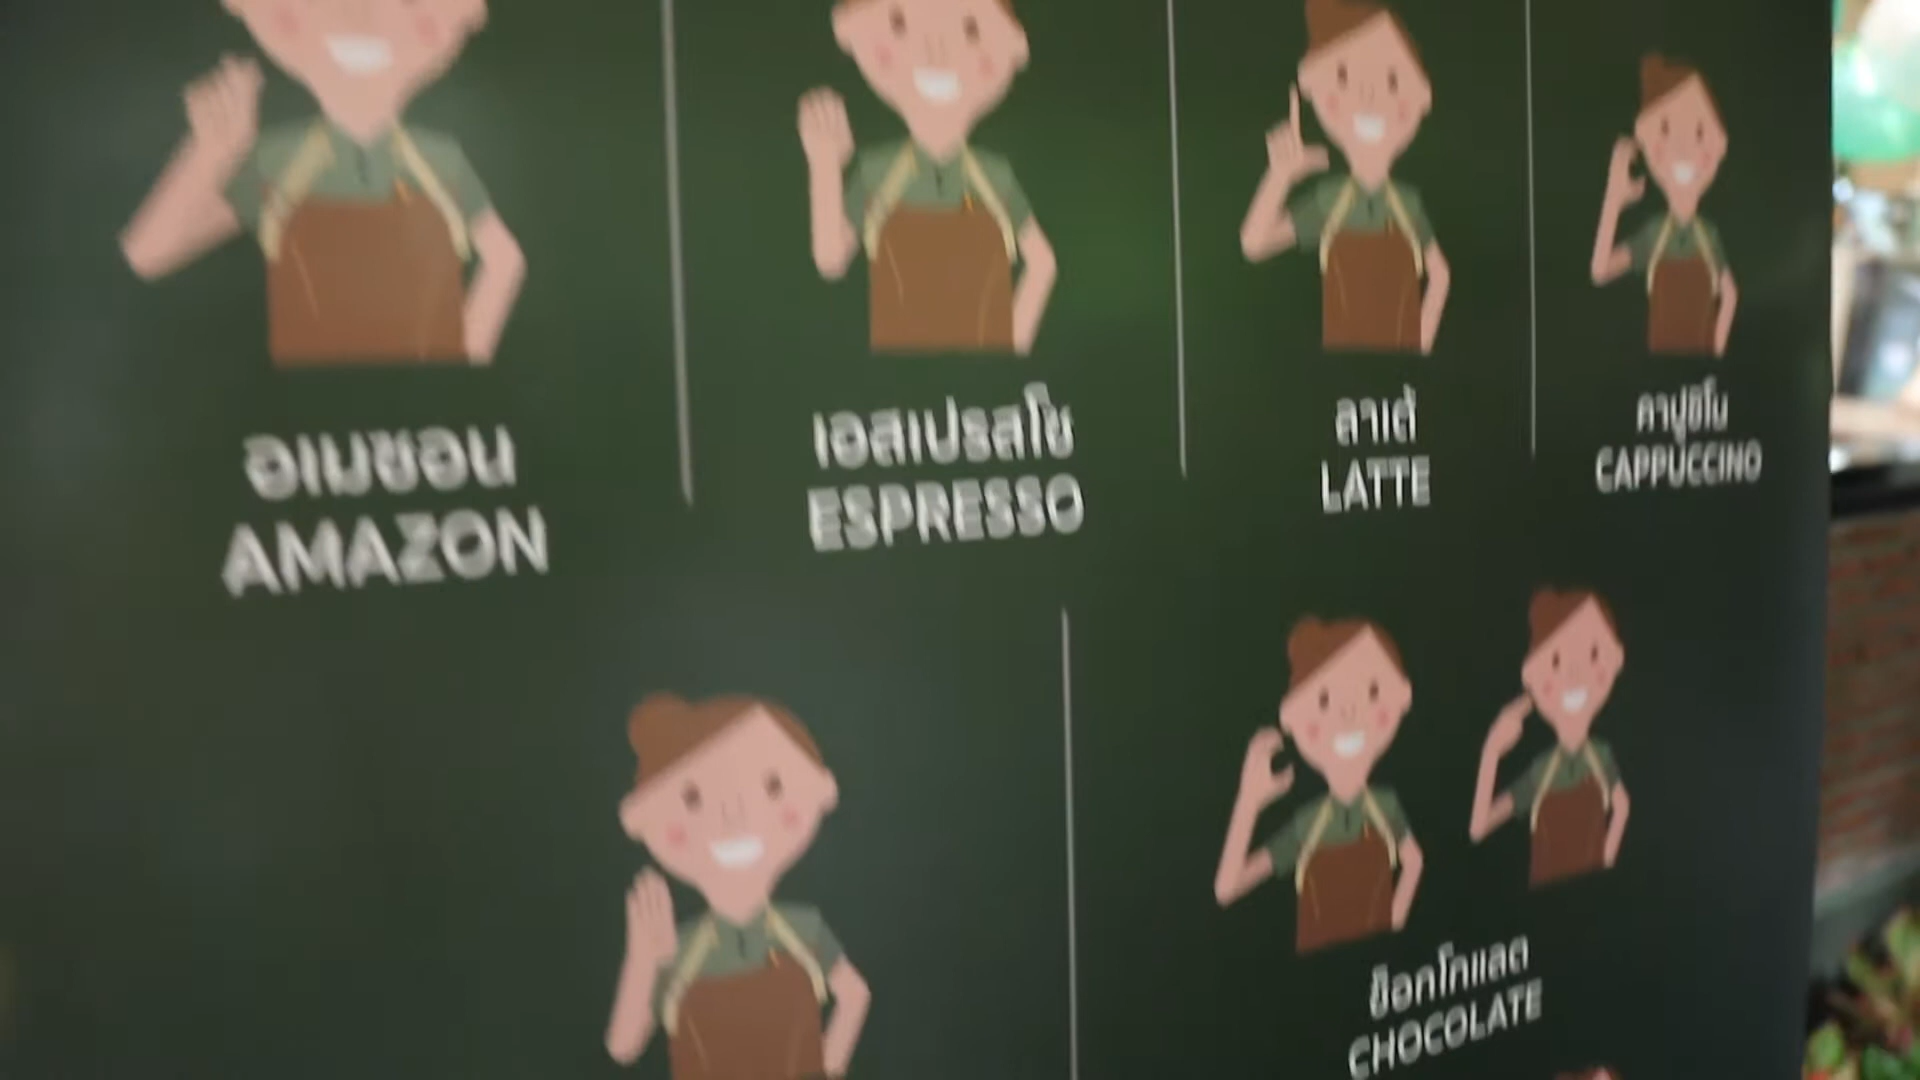 อเมซอน
AMAZON
เอสเปรสโซ
ESPRESSO
ลาเต้
LATTE
คาปูชิโน
CAPPUCCINO
ช็อกโกแลต
CHOCOLATE